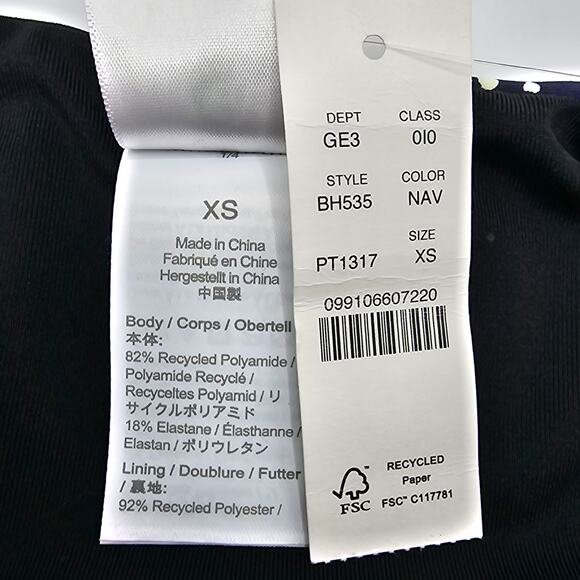 1/4
XS
Made in China
Fabriqué en Chine
Hergestellt in China
中国製
Body / Corps / Obertell
本体:
82% Recycled Polyamide /
Polyamide Recyclé /
Recyceltes Polyamid / リ
サイクルポリアミド
18% Elastane / Élasthanne /
Elastan / ポリウレタン
Lining / Doublure / Futter
/ 裏地:
92% Recycled Polyester /
DEPT CLASS
GE3 0I0
STYLE COLOR
BH535 NAV
SIZE
PT1317 XS
099106607220
FSC
RECYCLED
Paper
FSC™ C117781